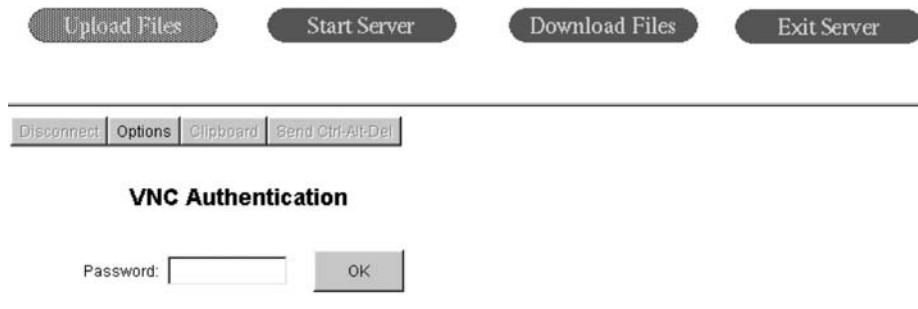 Upload Files Start Server Download Files Exit Server
Disconnect Options Clipboard Send Ctrl-Alt-Del
VNC Authentication
Password: OK